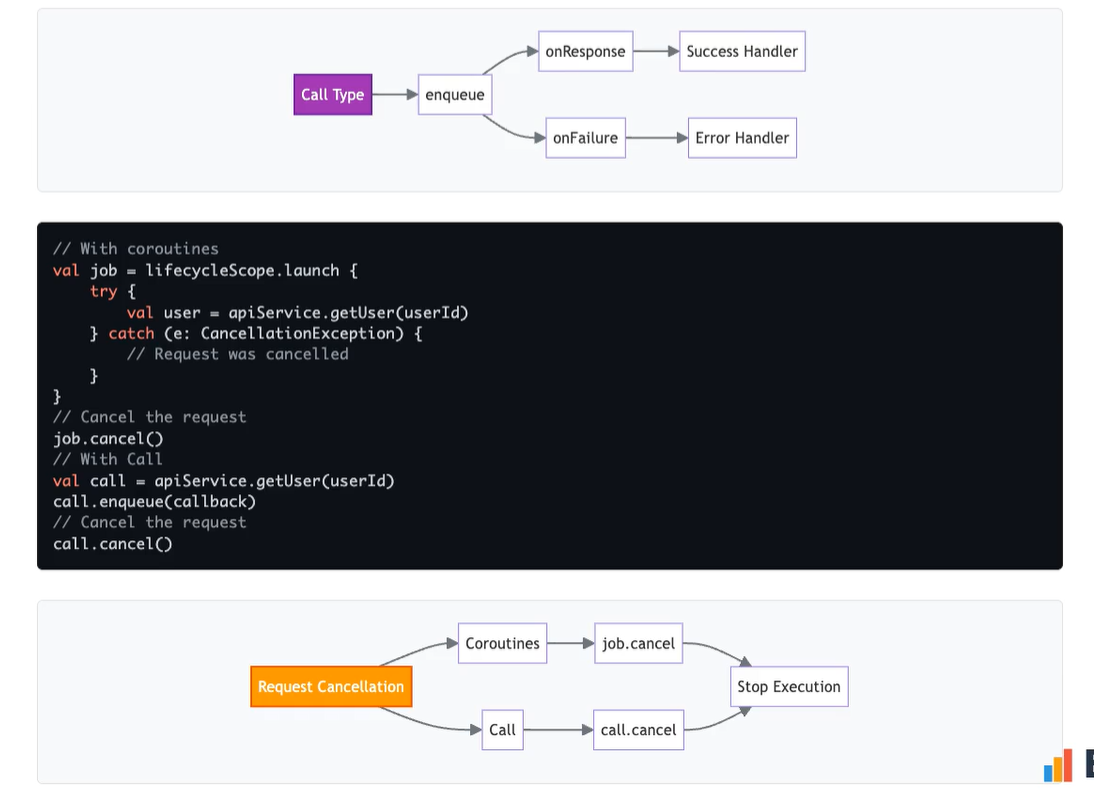 Call Type
enqueue
onResponse
Success Handler
onFailure
Error Handler
// With coroutines
val job = lifecycleScope.launch {
    try {
        val user = apiService.getUser(userId)
    } catch (e: CancellationException) {
        // Request was cancelled
    }
}
// Cancel the request
job.cancel()
// With Call
val call = apiService.getUser(userId)
call.enqueue(callback)
// Cancel the request
call.cancel()
Request Cancellation
Coroutines
job.cancel
Call
call.cancel
Stop Execution